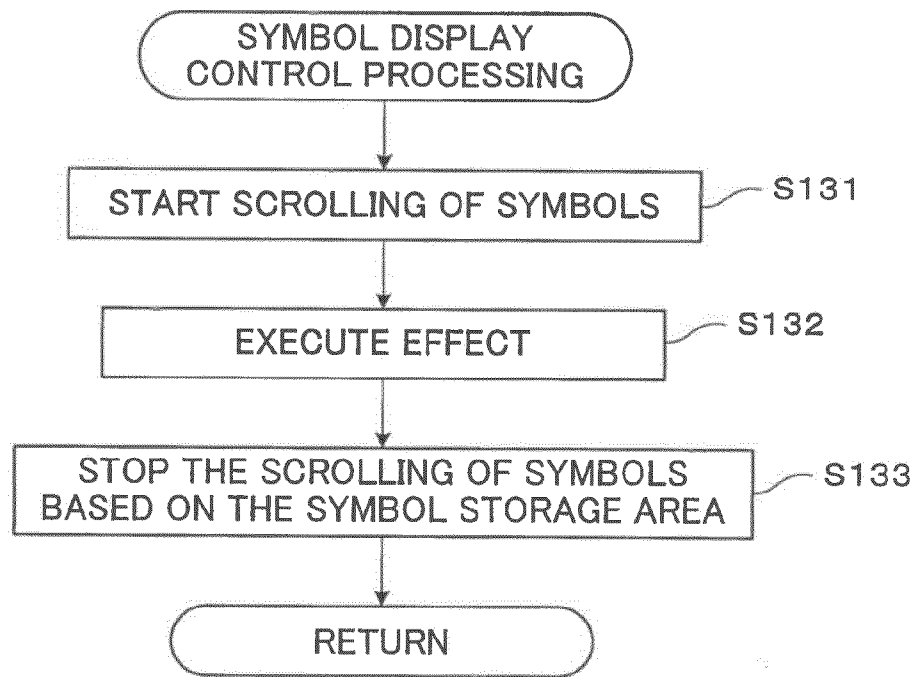 SYMBOL DISPLAY
CONTROL PROCESSING
START SCROLLING OF SYMBOLS
S131
EXECUTE EFFECT
S132
STOP THE SCROLLING OF SYMBOLS
BASED ON THE SYMBOL STORAGE AREA
S133
RETURN